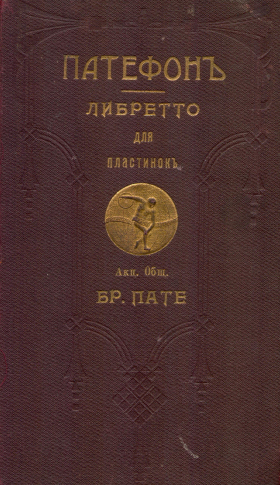 ПАТЕФОНЪ
ЛИБРЕТТО
ДЛЯ
ПЛАСТИНОКЪ
Акц. Общ.
БР. ПАТЕ